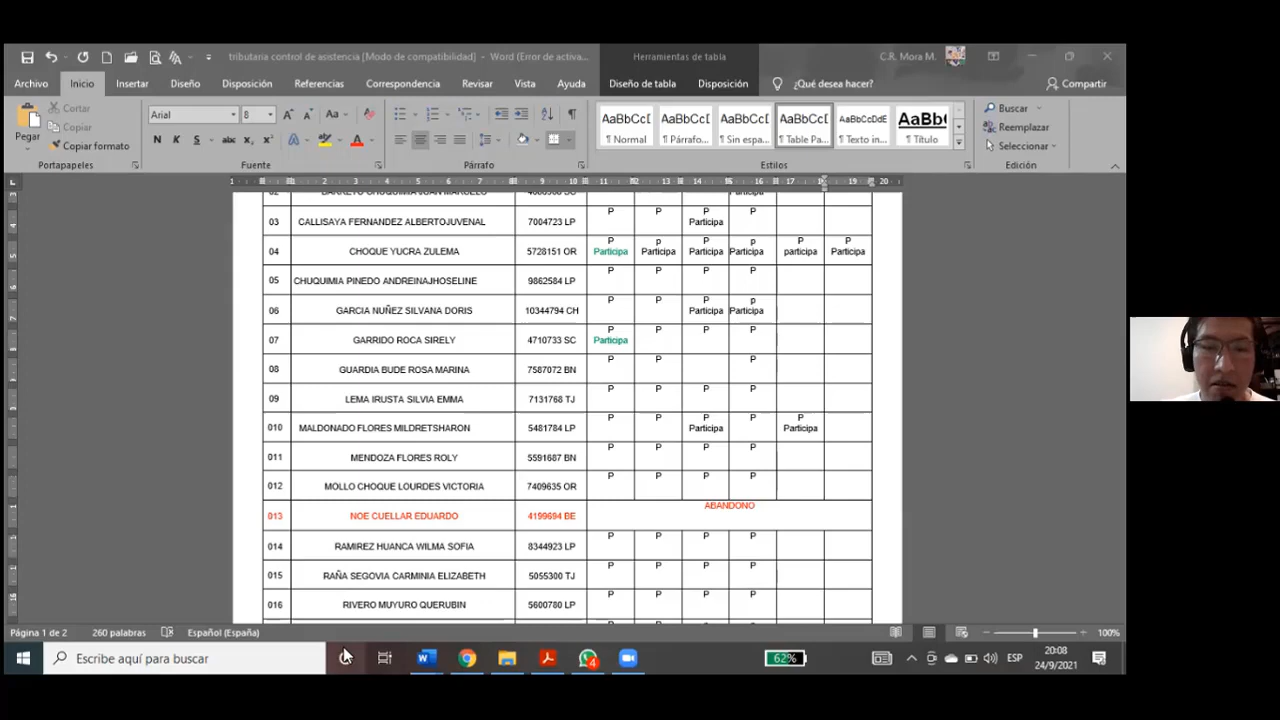 tributaria control de asistencia [Modo de compatibilidad] - Word (Error de activa...
Herramientas de tabla
C.R. Mora M.
Archivo Inicio Insertar Diseño Disposición Referencias Correspondencia Revisar Vista Ayuda Diseño de tabla Disposición ¿Qué desea hacer? Compartir
Pegar
Cortar
Copiar
Copiar formato
Portapapeles
Arial 8
N K S abc x₂ x²
Fuente
Párrafo
AaBbCcI AaBbCcI AaBbCcI AaBbCcI AaBbCcDdE AaBb
¶ Normal ¶ Párrafo... ¶ Sin espa... ¶ Table Pa... ¶ Texto in... ¶ Título
Estilos
Buscar
Reemplazar
Seleccionar
Edición
Participa
03 CALLISAYA FERNANDEZ ALBERTOJUVENAL 7004723 LP P P P Participa P
04 CHOQUE YUCRA ZULEMA 5728151 OR P Participa p Participa P Participa p Participa P participa P Participa
05 CHUQUIMIA PINEDO ANDREINAJHOSELINE 9862584 LP P P P P
06 GARCIA NUÑEZ SILVANA DORIS 10344794 CH P P P Participa p Participa
07 GARRIDO ROCA SIRELY 4710733 SC P Participa P P P
08 GUARDIA BUDE ROSA MARINA 7587072 BN P P P P
09 LEMA IRUSTA SILVIA EMMA 7131768 TJ P P P P
010 MALDONADO FLORES MILDRETSHARON 5481784 LP P P P Participa P P Participa
011 MENDOZA FLORES ROLY 5591687 BN P P P P
012 MOLLO CHOQUE LOURDES VICTORIA 7409635 OR P P P P
013 NOE CUELLAR EDUARDO 4199694 BE ABANDONO
014 RAMIREZ HUANCA WILMA SOFIA 8344923 LP P P P P
015 RAÑA SEGOVIA CARMINIA ELIZABETH 5055300 TJ P P P P
016 RIVERO MUYURO QUERUBIN 5600780 LP P P P P
Página 1 de 2 260 palabras Español (España) 100%
Escribe aquí para buscar
4
62%
ESP
20:08
24/9/2021